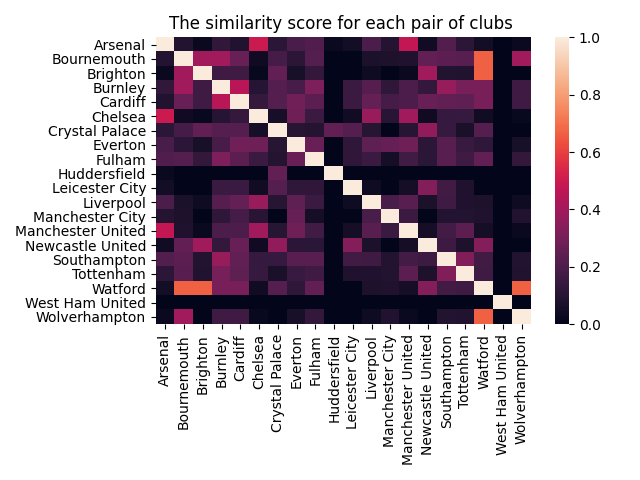 The similarity score for each pair of clubs
Arsenal
Bournemouth
Brighton
Burnley
Cardiff
Chelsea
Crystal Palace
Everton
Fulham
Huddersfield
Leicester City
Liverpool
Manchester City
Manchester United
Newcastle United
Southampton
Tottenham
Watford
West Ham United
Wolverhampton
Arsenal
Bournemouth
Brighton
Burnley
Cardiff
Chelsea
Crystal Palace
Everton
Fulham
Huddersfield
Leicester City
Liverpool
Manchester City
Manchester United
Newcastle United
Southampton
Tottenham
Watford
West Ham United
Wolverhampton
1.0
0.8
0.6
0.4
0.2
0.0